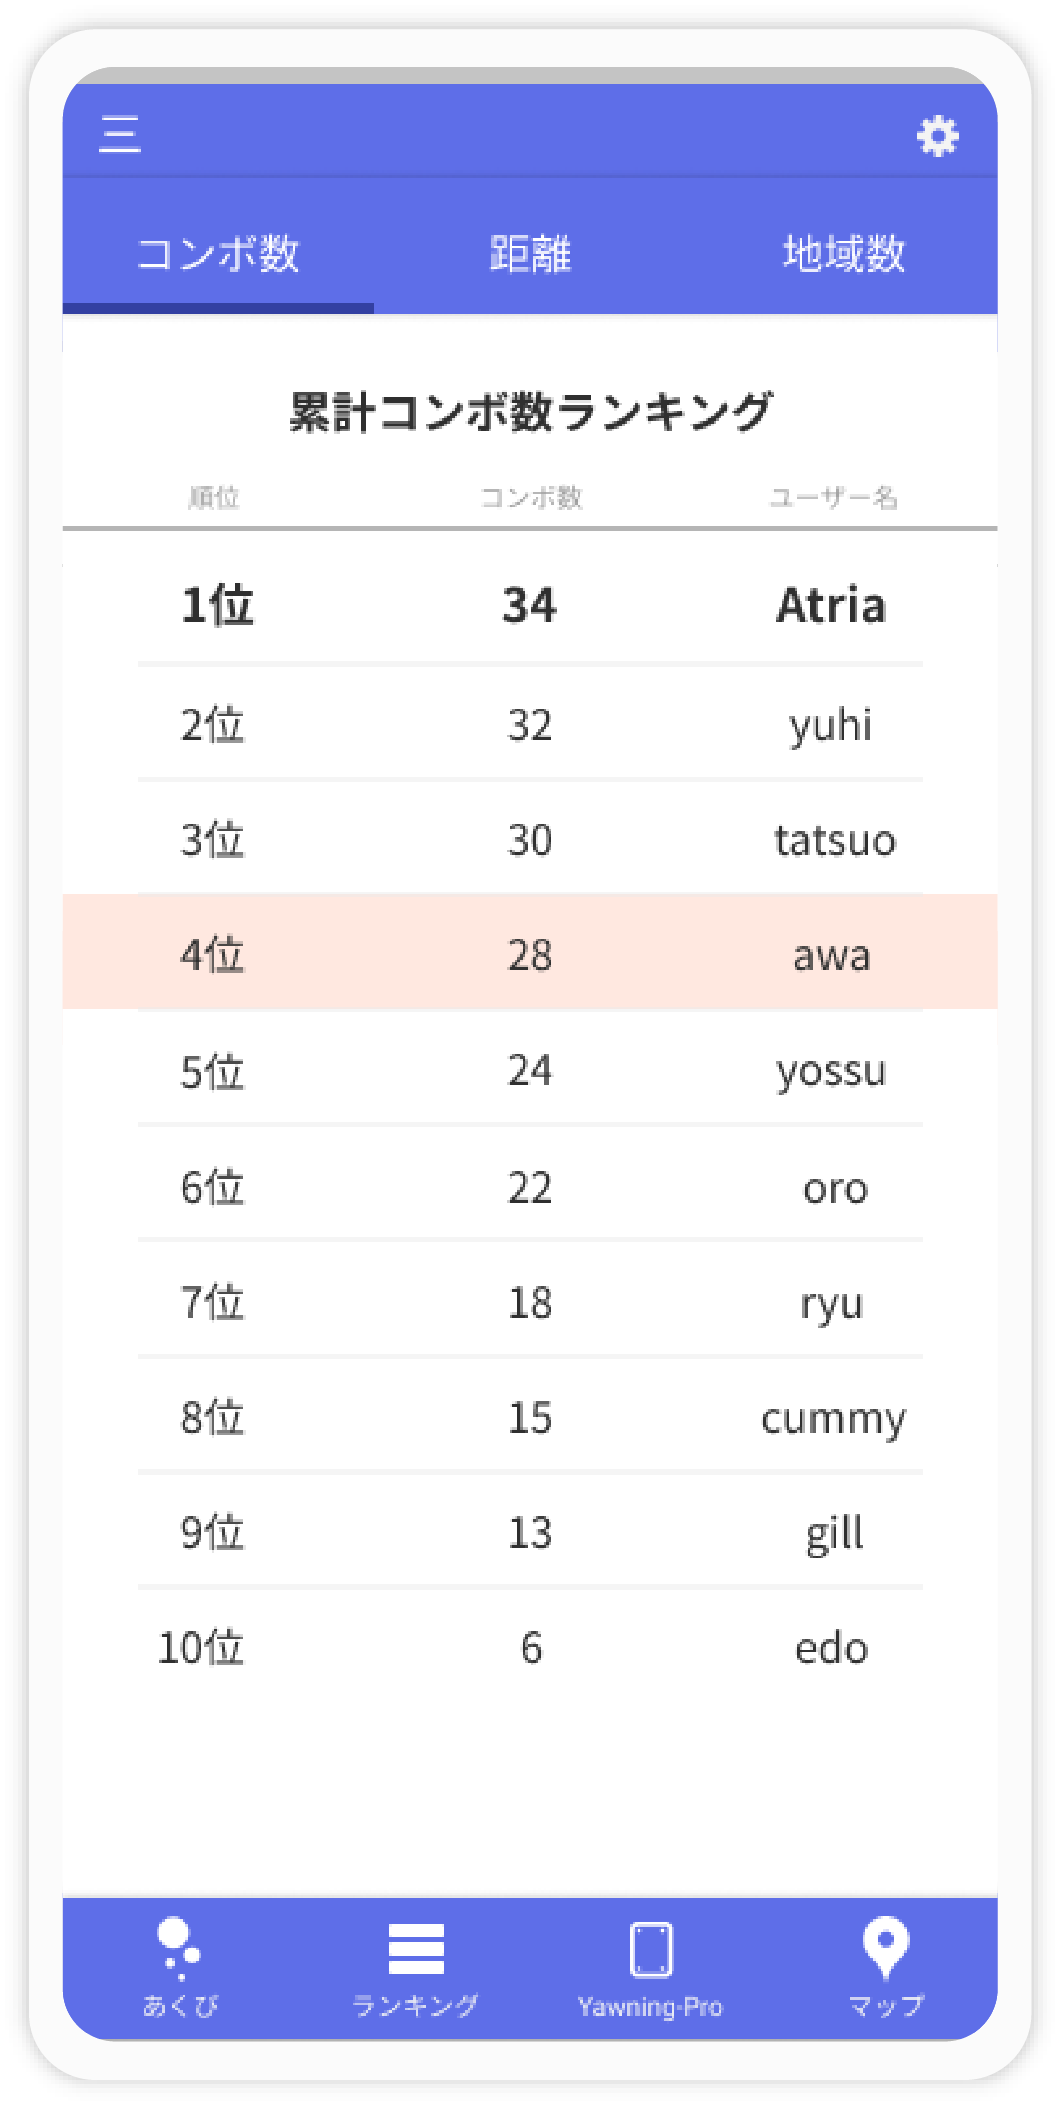 コンボ数 距離 地域数
累計コンボ数ランキング
順位 コンボ数 ユーザー名
1位 34 Atria
2位 32 yuhi
3位 30 tatsuo
4位 28 awa
5位 24 yossu
6位 22 oro
7位 18 ryu
8位 15 cummy
9位 13 gill
10位 6 edo
あくび ランキング Yawning-Pro マップ